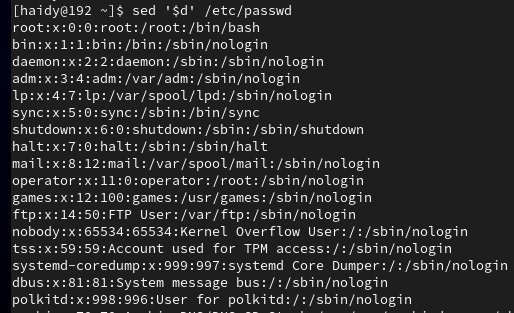 [haidy@192 ~]$ sed '$d' /etc/passwd
root:x:0:0:root:/root:/bin/bash
bin:x:1:1:bin:/bin:/sbin/nologin
daemon:x:2:2:daemon:/sbin:/sbin/nologin
adm:x:3:4:adm:/var/adm:/sbin/nologin
lp:x:4:7:lp:/var/spool/lpd:/sbin/nologin
sync:x:5:0:sync:/sbin:/bin/sync
shutdown:x:6:0:shutdown:/sbin:/sbin/shutdown
halt:x:7:0:halt:/sbin:/sbin/halt
mail:x:8:12:mail:/var/spool/mail:/sbin/nologin
operator:x:11:0:operator:/root:/sbin/nologin
games:x:12:100:games:/usr/games:/sbin/nologin
ftp:x:14:50:FTP User:/var/ftp:/sbin/nologin
nobody:x:65534:65534:Kernel Overflow User:/:/sbin/nologin
tss:x:59:59:Account used for TPM access:/:/sbin/nologin
systemd-coredump:x:999:997:systemd Core Dumper:/:/sbin/nologin
dbus:x:81:81:System message bus:/:/sbin/nologin
polkitd:x:998:996:User for polkitd:/:/sbin/nologin